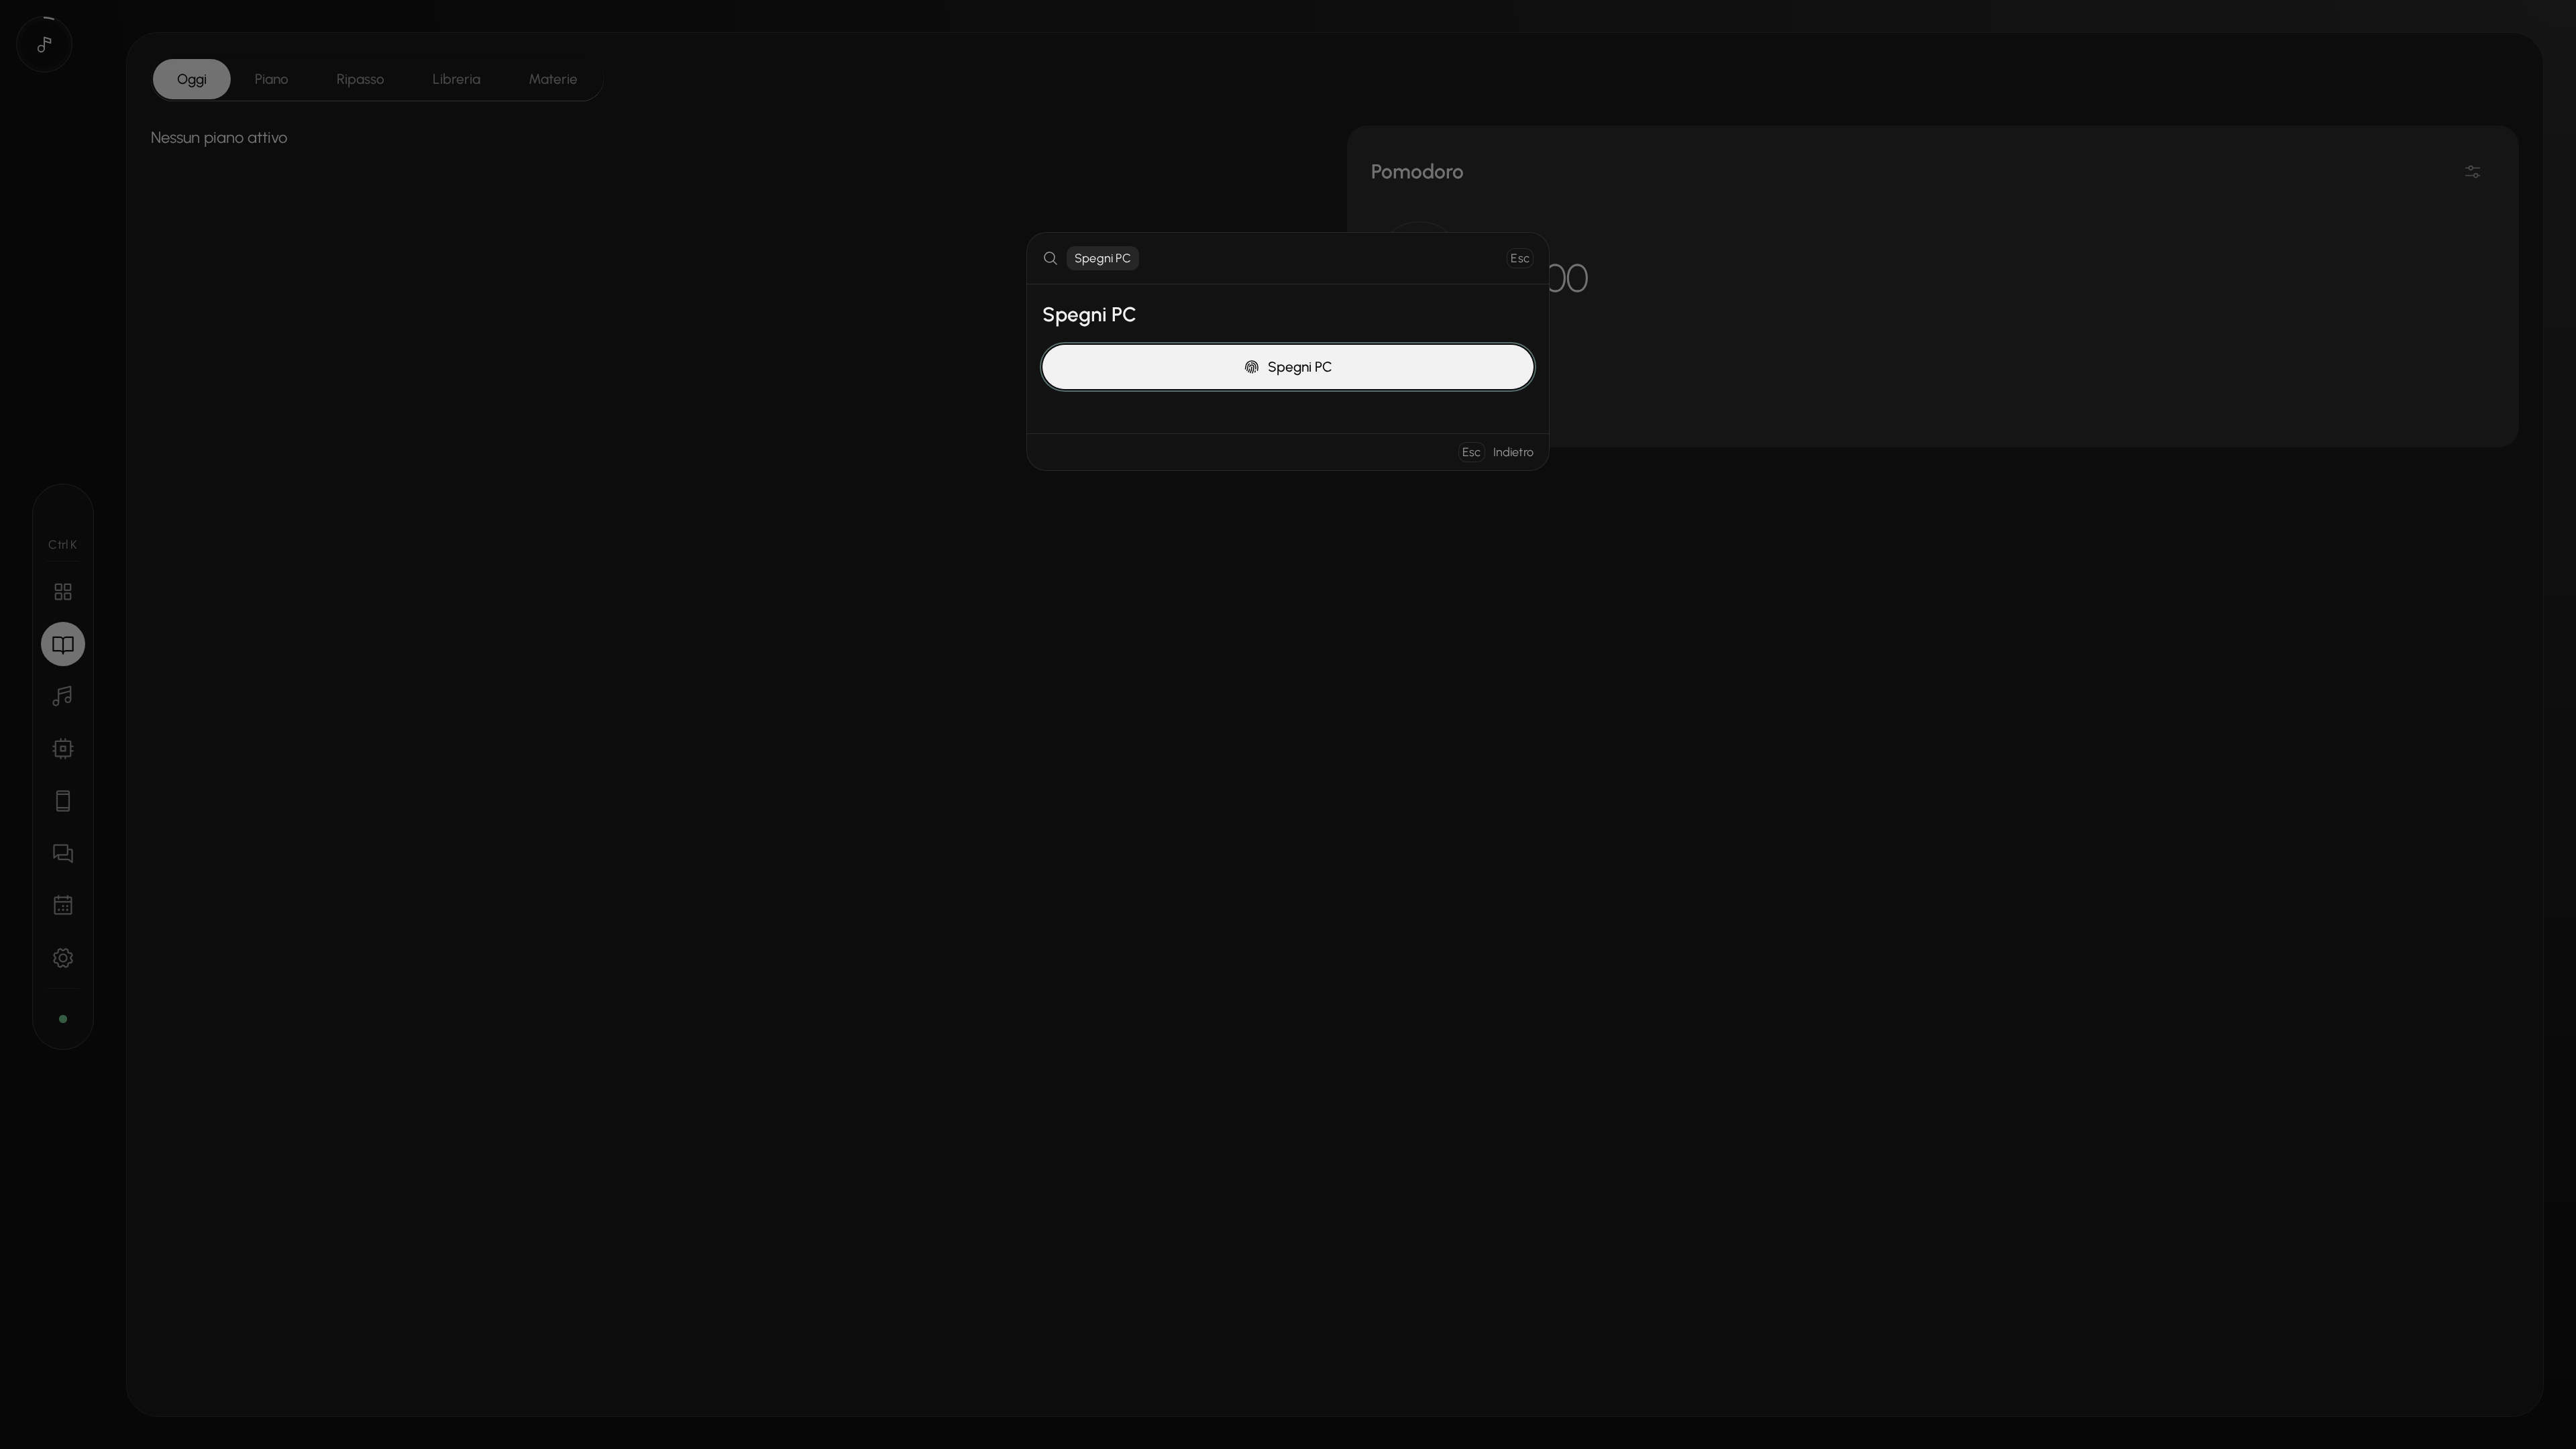 Oggi Piano Ripasso Libreria Materie
Nessun piano attivo
Pomodoro
Spegni PC Esc
00
Spegni PC
Spegni PC
Esc Indietro
Ctrl K